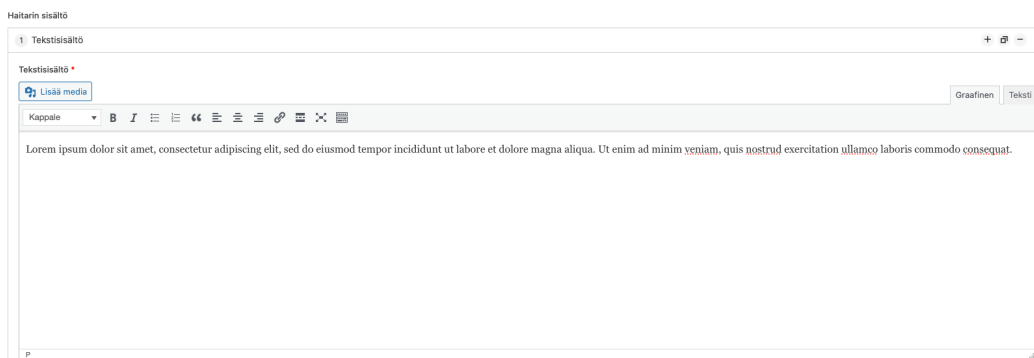 Haitarin sisältö
1 Tekstisisältö
Tekstisisältö *
Lisää media
Graafinen Teksti
Kappale B I
Lorem ipsum dolor sit amet, consectetur adipiscing elit, sed do eiusmod tempor incididunt ut labore et dolore magna aliqua. Ut enim ad minim veniam, quis nostrud exercitation ullamco laboris commodo consequat.
P